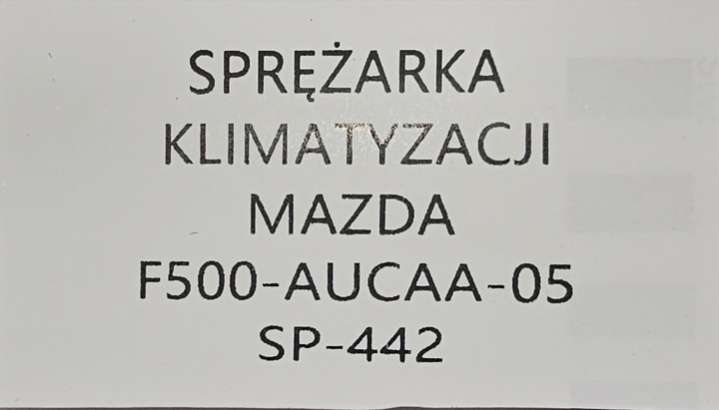 SPRĘŻARKA
KLIMATYZACJI
MAZDA
F500-AUCAA-05
SP-442